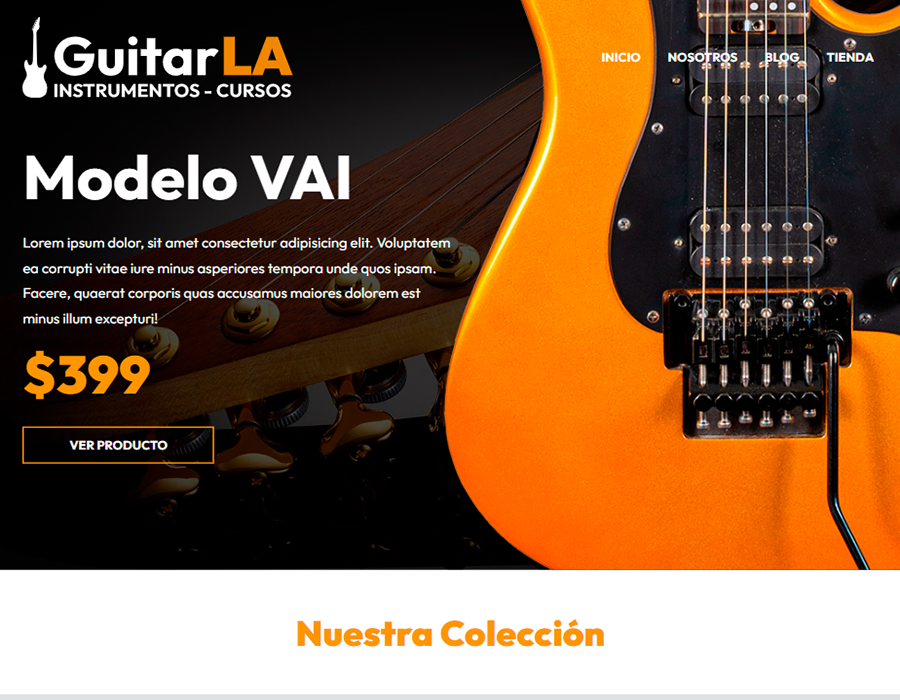 GuitarLA
INSTRUMENTOS - CURSOS
INICIO NOSOTROS BLOG TIENDA
Modelo VAI
Lorem ipsum dolor, sit amet consectetur adipisicing elit. Voluptatem
ea corrupti vitae iure minus asperiores tempora unde quos ipsam.
Facere, quaerat corporis quas accusamus maiores dolorem est
minus illum excepturi!
$399
VER PRODUCTO
Nuestra Colección